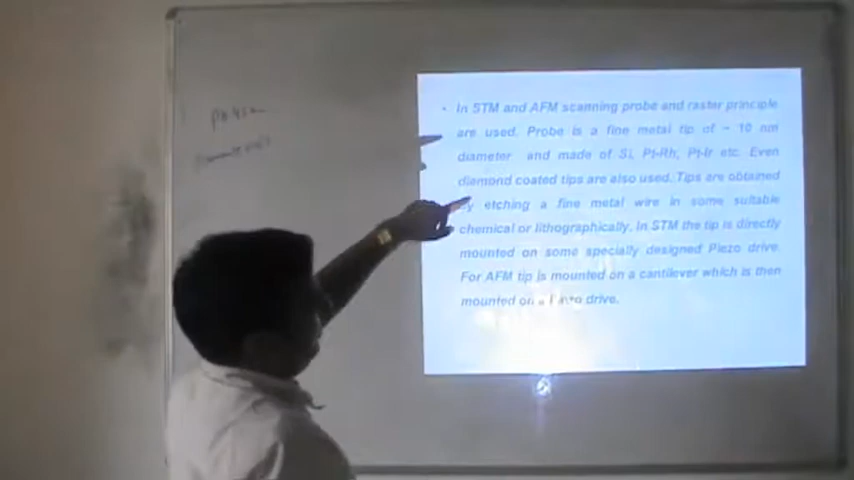 • In STM and AFM scanning probe and raster principle
are used. Probe is a fine metal tip of ~ 10 nm
diameter and made of Si, Pt-Rh, Pt-Ir etc. Even
diamond coated tips are also used. Tips are obtained
by etching a fine metal wire in some suitable
chemical or lithographically. In STM the tip is directly
mounted on some specially designed Piezo drive.
For AFM tip is mounted on a cantilever which is then
mounted on a Piezo drive.